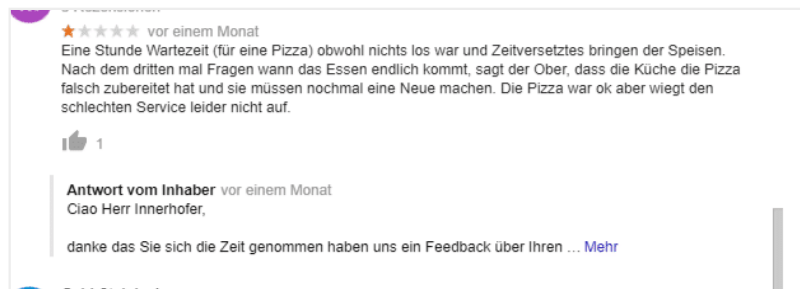 vor einem Monat
Eine Stunde Wartezeit (für eine Pizza) obwohl nichts los war und Zeitversetztes bringen der Speisen.
Nach dem dritten mal Fragen wann das Essen endlich kommt, sagt der Ober, dass die Küche die Pizza
falsch zubereitet hat und sie müssen nochmal eine Neue machen. Die Pizza war ok aber wiegt den
schlechten Service leider nicht auf.
1
Antwort vom Inhaber vor einem Monat
Ciao Herr Innerhofer,
danke das Sie sich die Zeit genommen haben uns ein Feedback über Ihren … Mehr